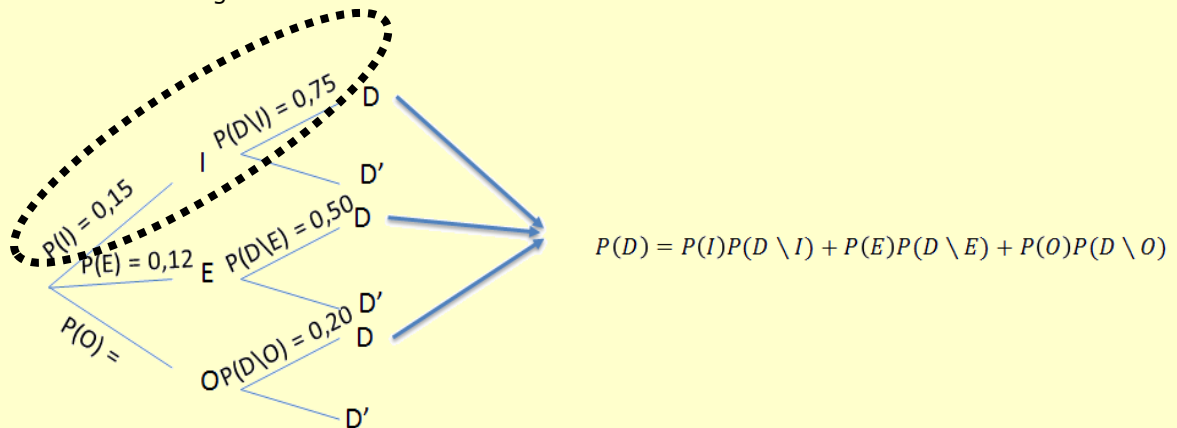 P(D\I) = 0,75
D
I
D'
P(I) = 0,15
P(D\E) = 0,50
D
P(E) = 0,12
E
P(D) = P(I)P(D \ I) + P(E)P(D \ E) + P(O)P(D \ O)
D'
P(O) =
P(D\O) = 0,20
D
O
D'